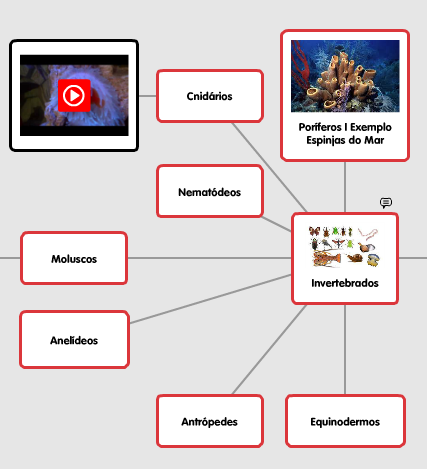 Cnidários
Poríferos I Exemplo
Espinjas do Mar
Nematódeos
Moluscos
Invertebrados
Anelídeos
Antrópedes
Equinodermos